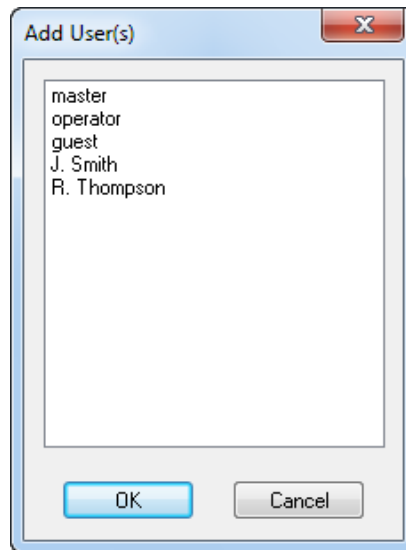 Add User(s)
master
operator
guest
J. Smith
R. Thompson
OK
Cancel